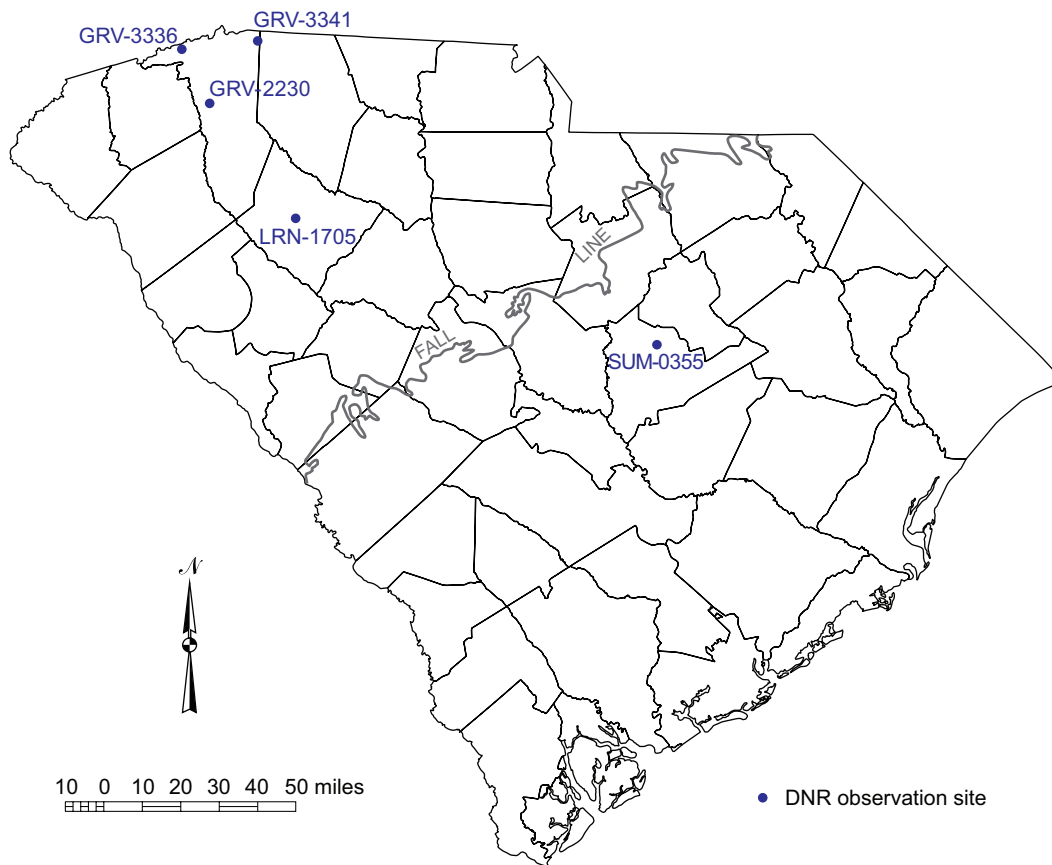 GRV-3341
GRV-3336
GRV-2230
LRN-1705
LINE
FALL
SUM-0355
N
10 0 10 20 30 40 50 miles
DNR observation site